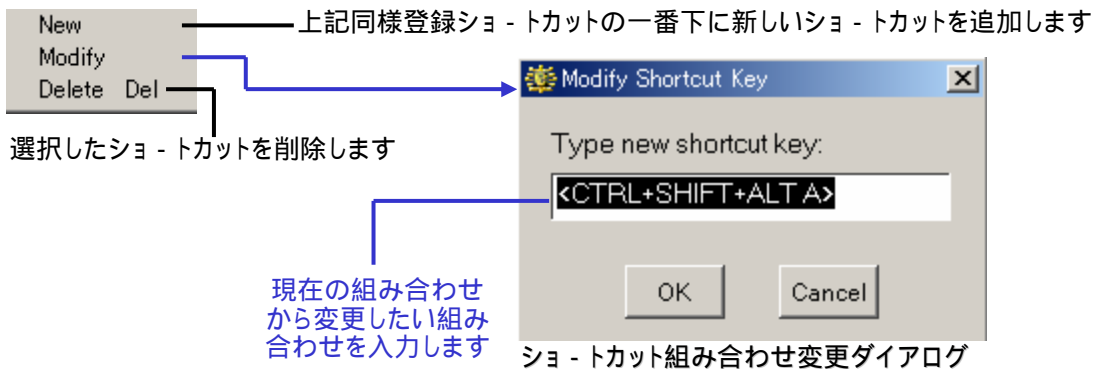 New
上記同様登録ショ - トカットの一番下に新しいショ - トカットを追加します
Modify
Delete Del
選択したショ - トカットを削除します
Modify Shortcut Key
Type new shortcut key:
<CTRL+SHIFT+ALT A>
OK
Cancel
現在の組み合わせ
から変更したい組み
合わせを入力します
ショ - トカット組み合わせ変更ダイアログ